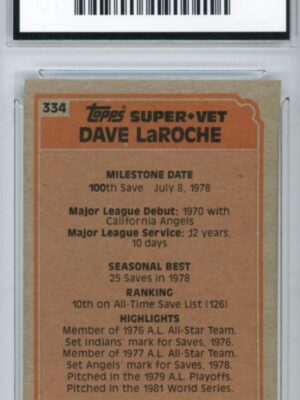 334
Topps SUPER•VET
DAVE LaROCHE
MILESTONE DATE
100th Save July 8, 1978
Major League Debut: 1970 with
California Angels
Major League Service: 12 years,
10 days
SEASONAL BEST
25 Saves in 1978
RANKING
10th on All-Time Save List (126)
HIGHLIGHTS
Member of 1976 A.L. All-Star Team.
Set Indians' mark for Saves, 1976.
Member of 1977 A.L. All-Star Team.
Set Angels' mark for Saves, 1978.
Pitched in the 1979 A.L. Playoffs.
Pitched in the 1981 World Series.